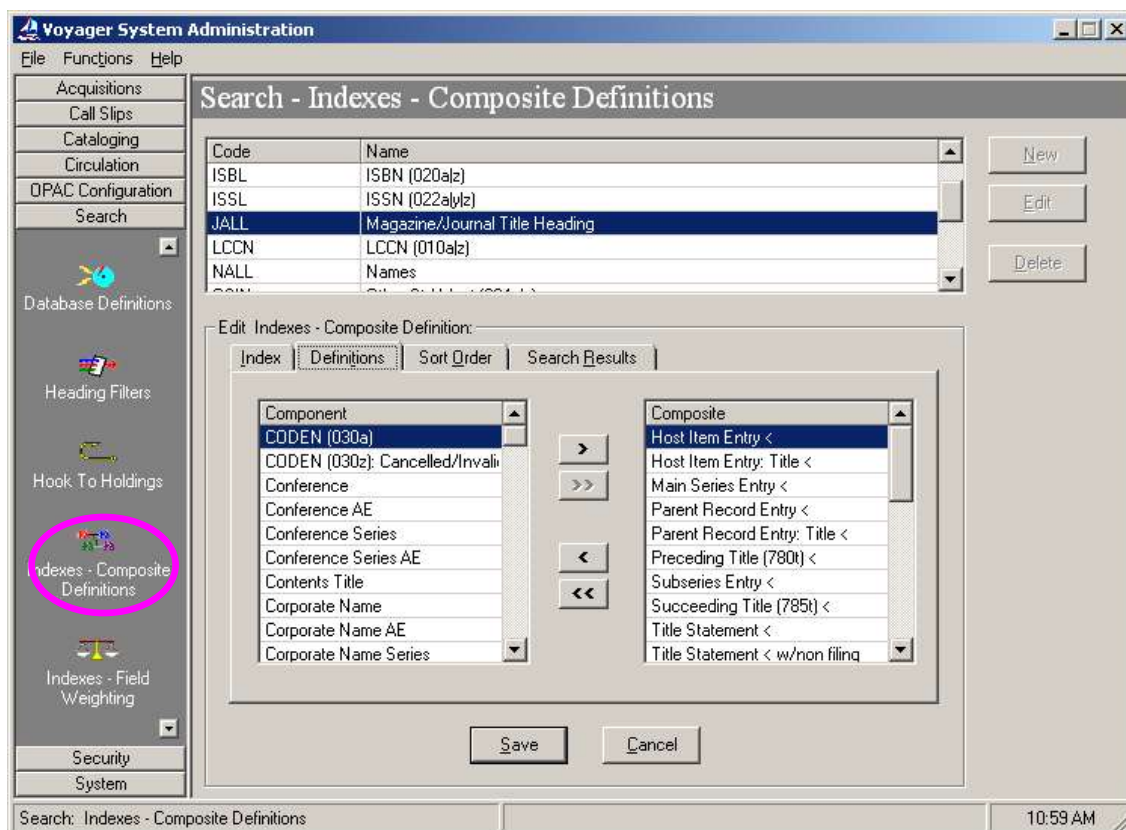 Voyager System Administration
File Functions Help
Acquisitions
Call Slips
Cataloging
Circulation
OPAC Configuration
Search
Database Definitions
Heading Filters
Hook To Holdings
Indexes - Composite
Definitions
Indexes - Field
Weighting
Security
System
Search - Indexes - Composite Definitions
Code Name
ISBL ISBN (020a|z)
ISSL ISSN (022a|y|z)
JALL Magazine/Journal Title Heading
LCCN LCCN (010a|z)
NALL Names
New
Edit
Delete
Edit Indexes - Composite Definition:
Index Definitions Sort Order Search Results
Component
CODEN (030a)
CODEN (030z): Cancelled/Invali
Conference
Conference AE
Conference Series
Conference Series AE
Contents Title
Corporate Name
Corporate Name AE
Corporate Name Series
>
>>
<
<<
Composite
Host Item Entry <
Host Item Entry: Title <
Main Series Entry <
Parent Record Entry <
Parent Record Entry: Title <
Preceding Title (780t) <
Subseries Entry <
Succeeding Title (785t) <
Title Statement <
Title Statement < w/non filing
Save Cancel
Search: Indexes - Composite Definitions 10:59 AM